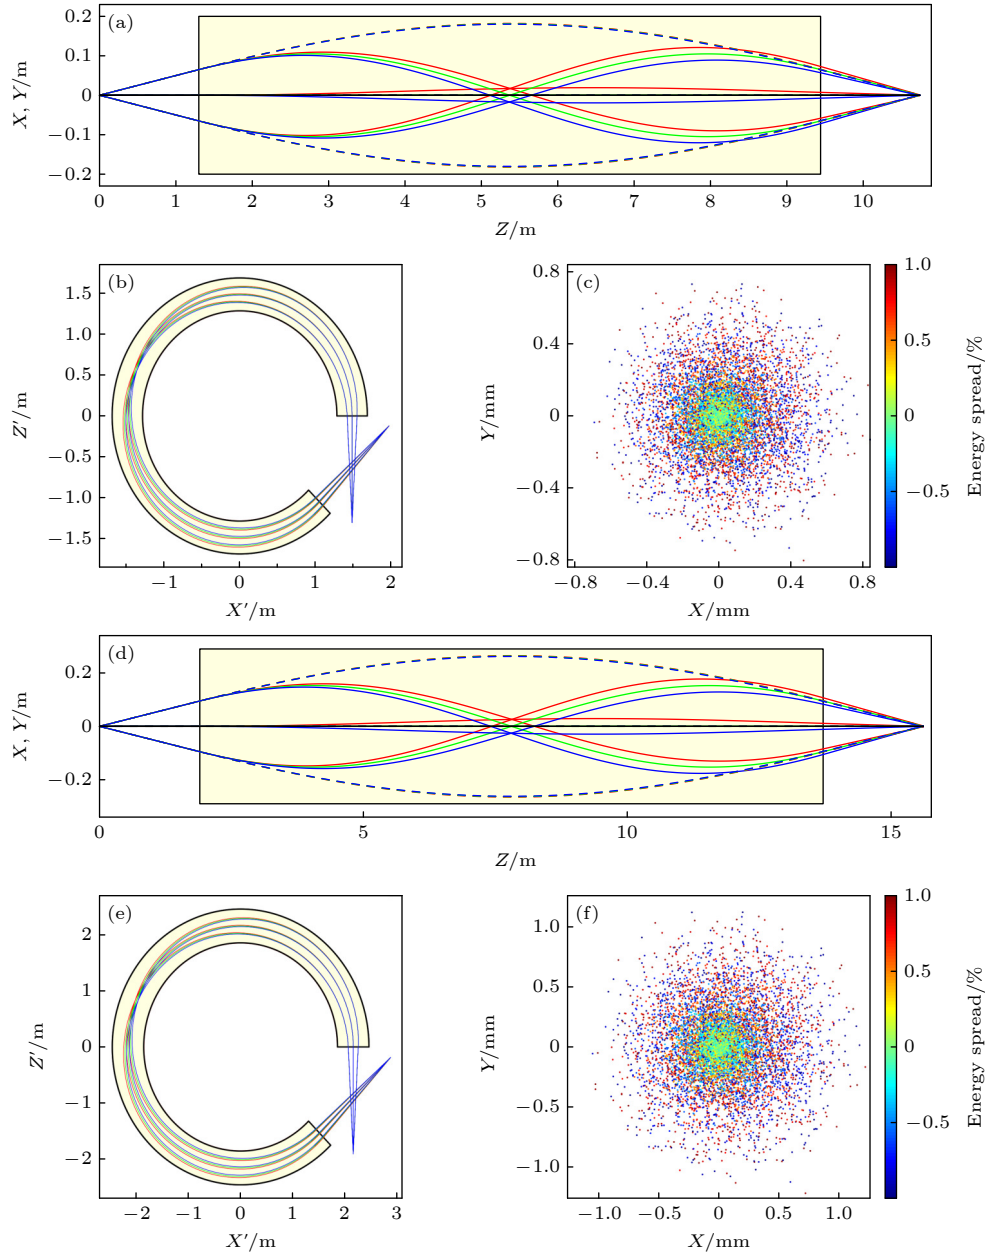 (a)
0.2
0.1
0
−0.1
−0.2
X, Y/m
0 1 2 3 4 5 6 7 8 9 10
Z/m
(b)
1.5
1.0
0.5
0
−0.5
−1.0
−1.5
Z′/m
−1 0 1 2
X′/m
(c)
0.8
0.4
0
−0.4
−0.8
Y/mm
−0.8 −0.4 0 0.4 0.8
X/mm
1.0
0.5
0
−0.5
Energy spread/%
(d)
0.2
0
−0.2
X, Y/m
0 5 10 15
Z/m
(e)
2
1
0
−1
−2
Z′/m
−2 −1 0 1 2 3
X′/m
(f)
1.0
0.5
0
−0.5
−1.0
Y/mm
−1.0 −0.5 0 0.5 1.0
X/mm
1.0
0.5
0
−0.5
Energy spread/%